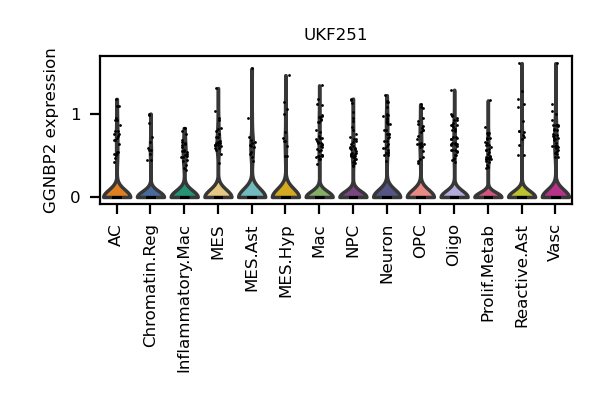 UKF251
GGNBP2 expression
1
0
AC
Chromatin.Reg
Inflammatory.Mac
MES
MES.Ast
MES.Hyp
Mac
NPC
Neuron
OPC
Oligo
Prolif.Metab
Reactive.Ast
Vasc